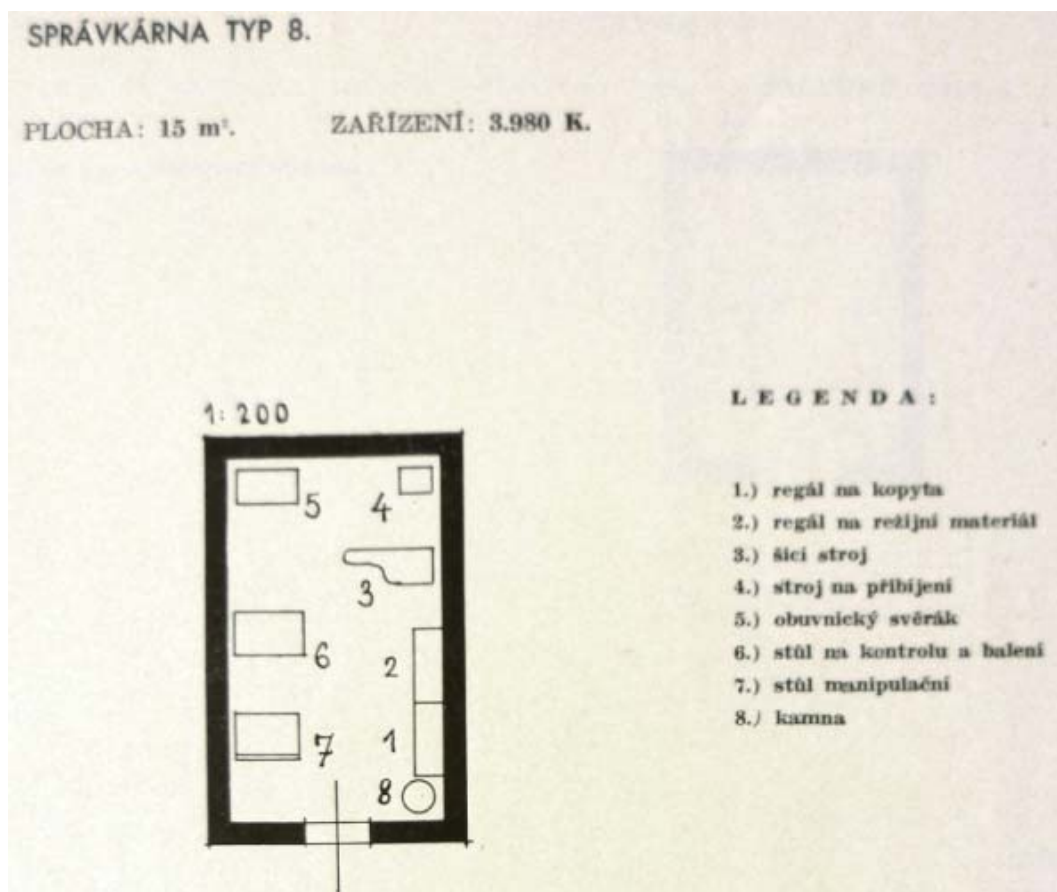 SPRÁVKÁRNA TYP 8.
PLOCHA: 15 m². ZAŘÍZENÍ: 3.980 K.
1:200
LEGENDA:
1.) regál na kopyta
2.) regál na režijní materiál
3.) šicí stroj
4.) stroj na přibíjení
5.) obuvnický svěrák
6.) stůl na kontrolu a balení
7.) stůl manipulační
8.) kamna
5 4
3
6 2
7 1
8